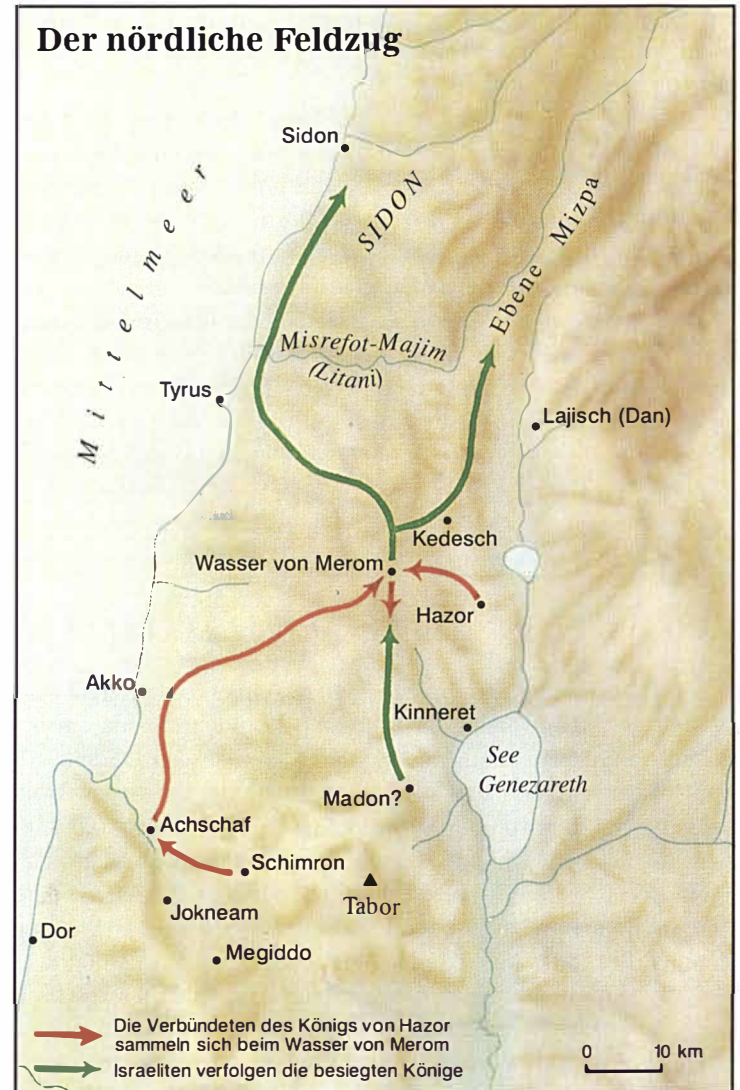 Der nördliche Feldzug
Sidon
SIDON
Mittelmeer
Ebene Mizpa
Misrefot-Majim
(Litani)
Tyrus
Lajisch (Dan)
Kedesch
Wasser von Merom
Hazor
Akko
Kinneret
See
Genezareth
Madon?
Achschaf
Schimron
Tabor
Jokneam
Dor
Megiddo
Die Verbündeten des Königs von Hazor
sammeln sich beim Wasser von Merom
Israeliten verfolgen die besiegten Könige
0 10 km